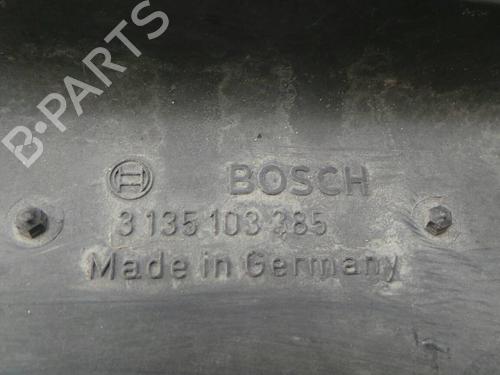 B-PARTS
BOSCH
3 135 103 385
Made in Germany